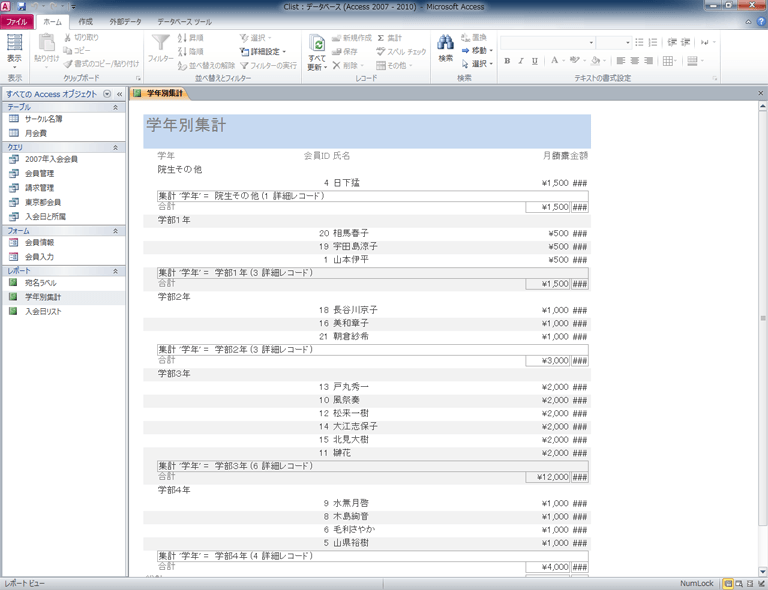 Clist : データベース (Access 2007 - 2010) - Microsoft Access
ファイル ホーム 作成 外部データ データベース ツール
表示
貼り付け
切り取り
コピー
書式のコピー/貼り付け
フィルター
昇順
降順
並べ替えの解除
選択
詳細設定
フィルターの実行
すべて更新
新規作成
保存
削除
集計
スペル チェック
その他
検索
置換
移動
選択
B I U A
表示 クリップボード 並べ替えとフィルター レコード 検索 テキストの書式設定
すべての Access オブジェクト
テーブル
サークル名簿
月会費
クエリ
2007年入会会員
会員管理
請求管理
東京都会員
入会日と所属
フォーム
会員情報
会員入力
レポート
宛名ラベル
学年別集計
入会日リスト
学年別集計
学年別集計
学年 会員ID 氏名 月額 金額
院生その他
4 日下猛 ¥1,500 ###
集計 '学年' = 院生その他 (1 詳細レコード)
合計 ¥1,500 ###
学部1年
20 相馬春子 ¥500 ###
19 宇田島涼子 ¥500 ###
1 山本伊平 ¥500 ###
集計 '学年' = 学部1年 (3 詳細レコード)
合計 ¥1,500 ###
学部2年
18 長谷川京子 ¥1,000 ###
16 美和章子 ¥1,000 ###
21 朝倉紗希 ¥1,000 ###
集計 '学年' = 学部2年 (3 詳細レコード)
合計 ¥3,000 ###
学部3年
13 戸丸秀一 ¥2,000 ###
10 風祭奏 ¥2,000 ###
12 松来一樹 ¥2,000 ###
14 大江志保子 ¥2,000 ###
15 北見大樹 ¥2,000 ###
11 榊花 ¥2,000 ###
集計 '学年' = 学部3年 (6 詳細レコード)
合計 ¥12,000 ###
学部4年
9 水無月啓 ¥1,000 ###
8 木島絢音 ¥1,000 ###
6 毛利さやか ¥1,000 ###
5 山県裕樹 ¥1,000 ###
集計 '学年' = 学部4年 (4 詳細レコード)
合計 ¥4,000 ###
レポート ビュー NumLock